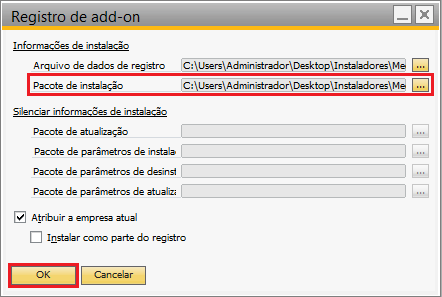 Registro de add-on
Informações de instalação
Arquivo de dados de registro C:\Users\Administrador\Desktop\Instaladores\Me ...
Pacote de instalação C:\Users\Administrador\Desktop\Instaladores\Me ...
Silenciar informações de instalação
Pacote de atualização ...
Pacote de parâmetros de instala ...
Pacote de parâmetros de desinst ...
Pacote de parâmetros de atualiza ...
Atribuir a empresa atual
Instalar como parte do registro
OK Cancelar